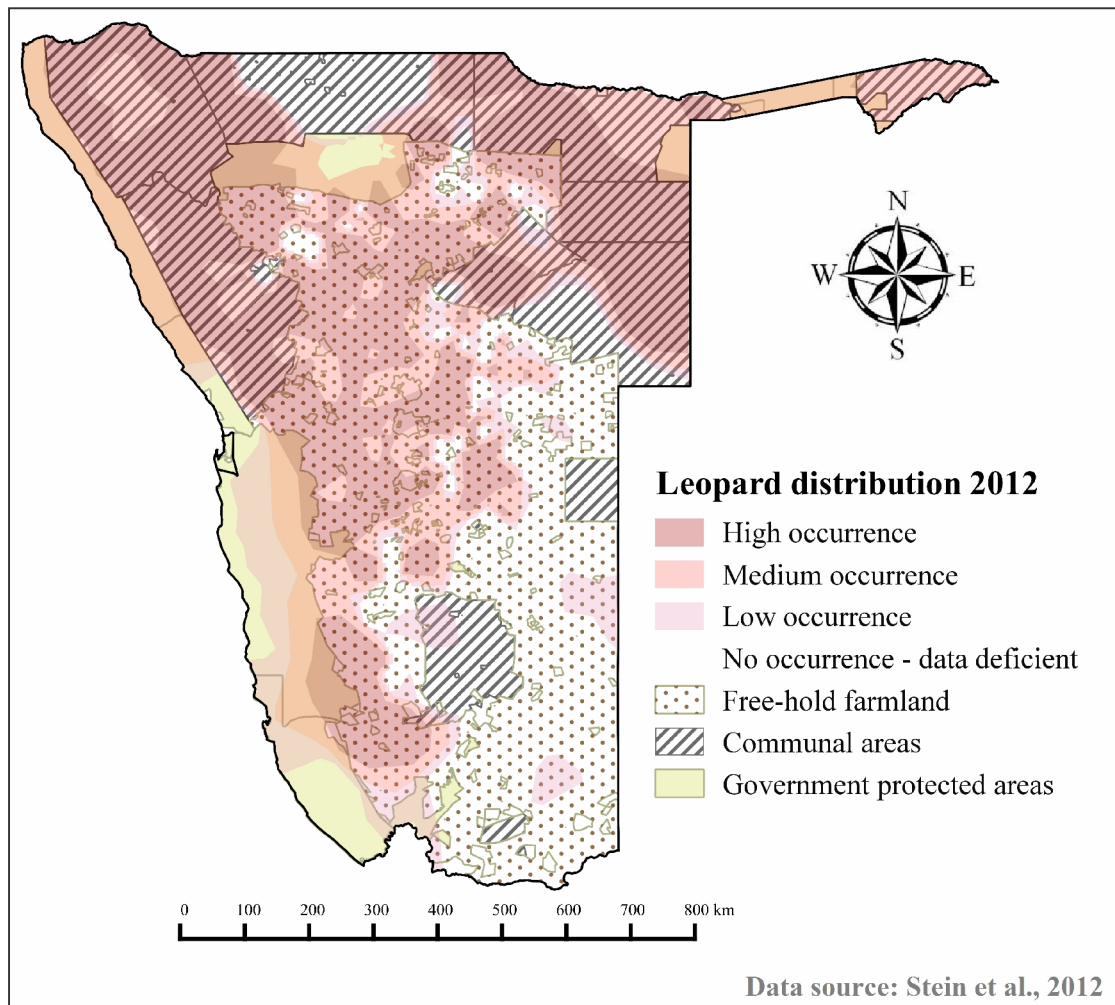 N
W
E
S
Leopard distribution 2012
High occurrence
Medium occurrence
Low occurrence
No occurrence - data deficient
Free-hold farmland
Communal areas
Government protected areas
0 100 200 300 400 500 600 700 800 km
Data source: Stein et al., 2012